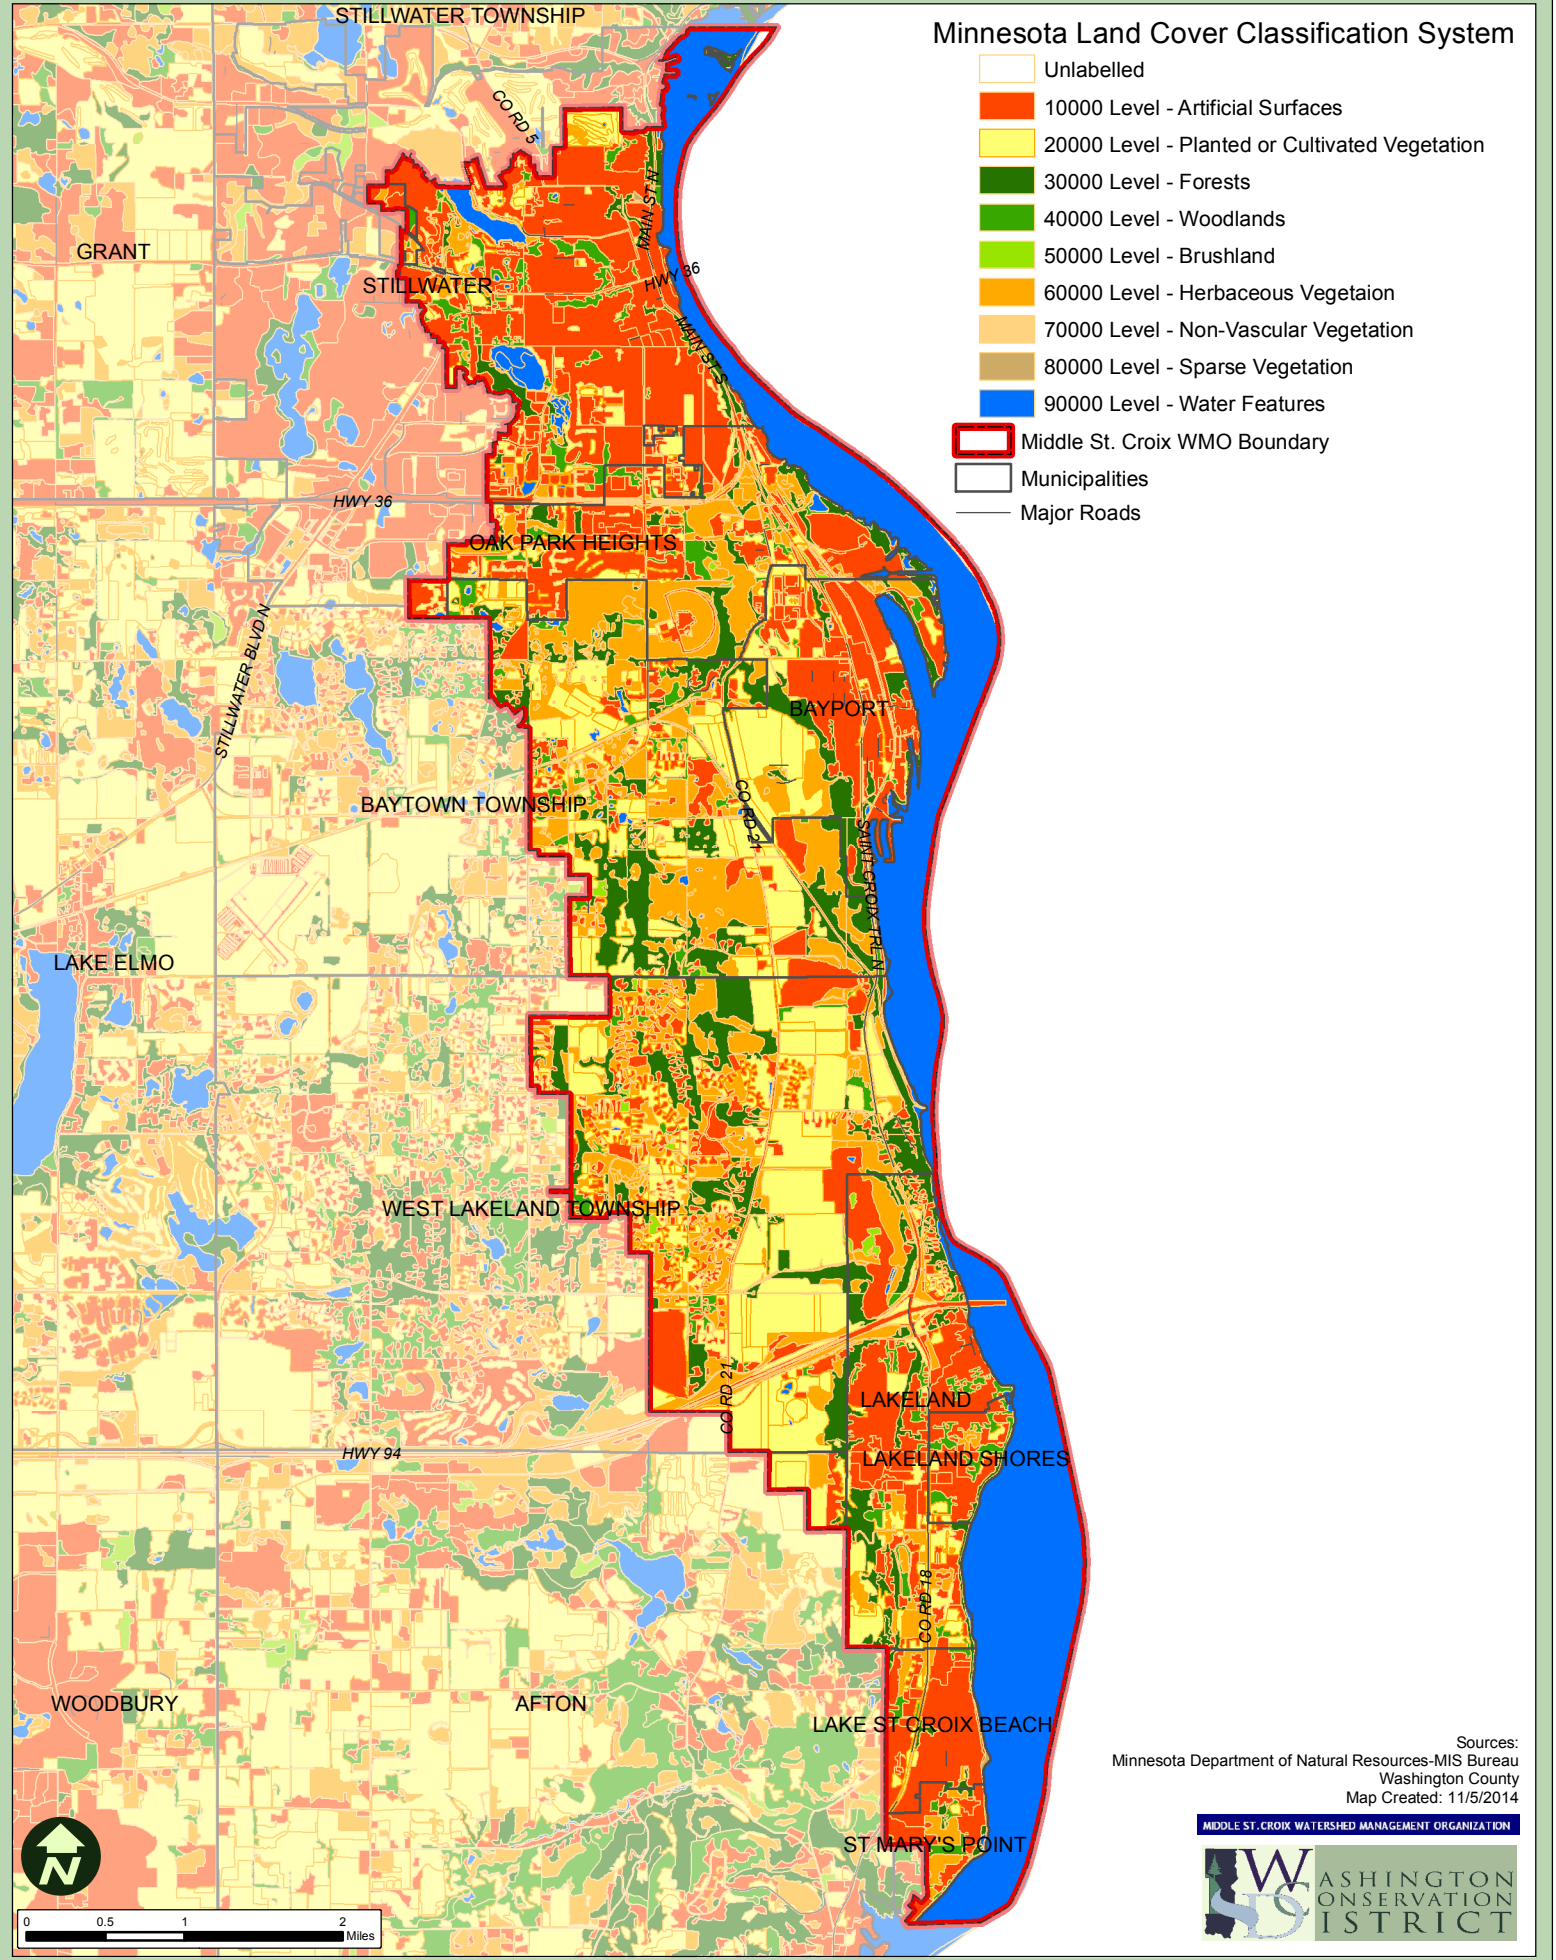 STILLWATER TOWNSHIP
Minnesota Land Cover Classification System
Unlabelled
10000 Level - Artificial Surfaces
20000 Level - Planted or Cultivated Vegetation
30000 Level - Forests
40000 Level - Woodlands
50000 Level - Brushland
60000 Level - Herbaceous Vegetaion
70000 Level - Non-Vascular Vegetation
80000 Level - Sparse Vegetation
90000 Level - Water Features
Middle St. Croix WMO Boundary
Municipalities
Major Roads
CO RD 5
MAIN ST N
GRANT
HWY 36
STILLWATER
MAIN ST S
HWY 36
OAK PARK HEIGHTS
STILLWATER BLVD N
BAYPORT
BAYTOWN TOWNSHIP
CO RD 21
SAINT CROIX TRL N
LAKE ELMO
WEST LAKELAND TOWNSHIP
CO RD 21
LAKELAND
HWY 94
LAKELAND SHORES
CO RD 18
WOODBURY
AFTON
LAKE ST CROIX BEACH
ST MARY'S POINT
Sources:
Minnesota Department of Natural Resources-MIS Bureau
Washington County
Map Created: 11/5/2014
MIDDLE ST.CROIX WATERSHED MANAGEMENT ORGANIZATION
WASHINGTON
CONSERVATION
DISTRICT
N
0 0.5 1 2
Miles